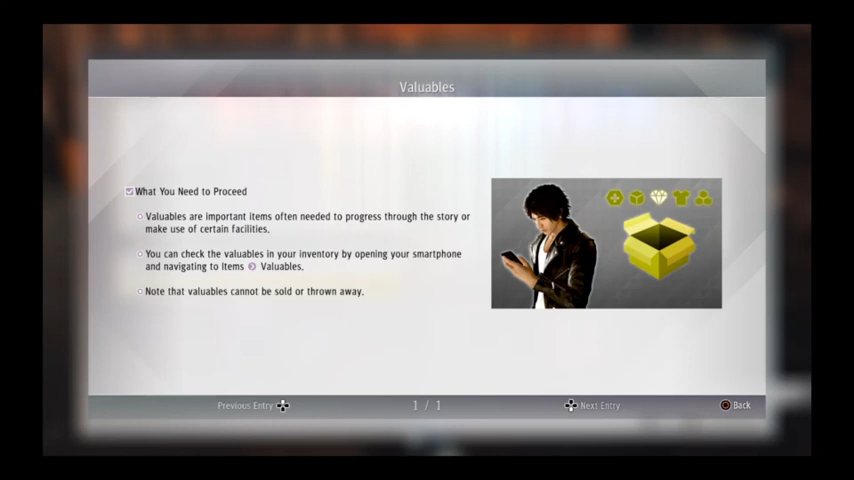 Valuables
What You Need to Proceed
Valuables are important items often needed to progress through the story or
make use of certain facilities.
You can check the valuables in your inventory by opening your smartphone
and navigating to Items Valuables.
Note that valuables cannot be sold or thrown away.
Previous Entry 1 / 1 Next Entry Back